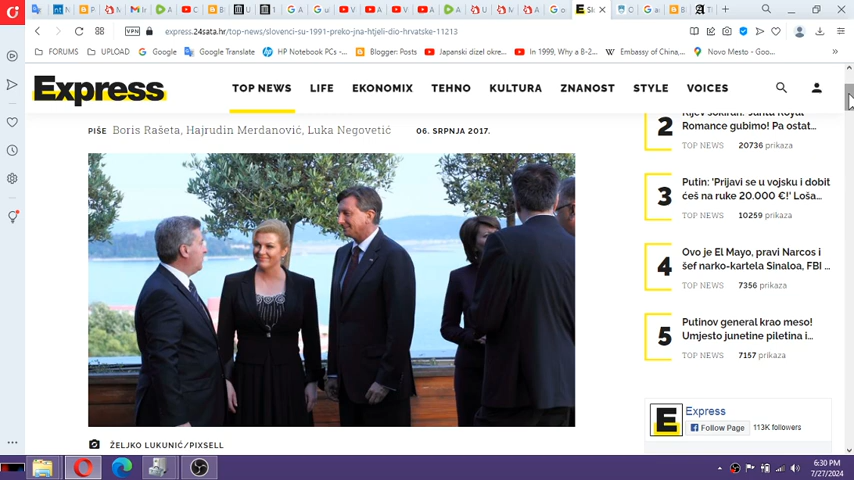 express.24sata.hr/top-news/slovenci-su-1991-preko-jna-htjeli-dio-hrvatske-11213
VPN
FORUMS
UPLOAD
Google
Google Translate
HP Notebook PCs -...
Blogger: Posts
Japanski dizel okre...
In 1999, Why a B-2...
Embassy of China,...
Novo Mesto - Goo...
Express
TOP NEWS
LIFE
EKONOMIX
TEHNO
KULTURA
ZNANOST
STYLE
VOICES
PIŠE Boris Rašeta, Hajrudin Merdanović, Luka Negovetić
06. SRPNJA 2017.
ŽELJKO LUKUNIĆ/PIXSELL
2
Romance gubimo! Pa ostat...
TOP NEWS 20736 prikaza
3
Putin: 'Prijavi se u vojsku i dobit
ćeš na ruke 20.000 €!' Loša...
TOP NEWS 10259 prikaza
4
Ovo je El Mayo, pravi Narcos i
šef narko-kartela Sinaloa, FBI ...
TOP NEWS 7356 prikaza
5
Putinov general krao meso!
Umjesto junetine piletina i...
TOP NEWS 7157 prikaza
E
Express
Follow Page
113K followers
6:30 PM
7/27/2024